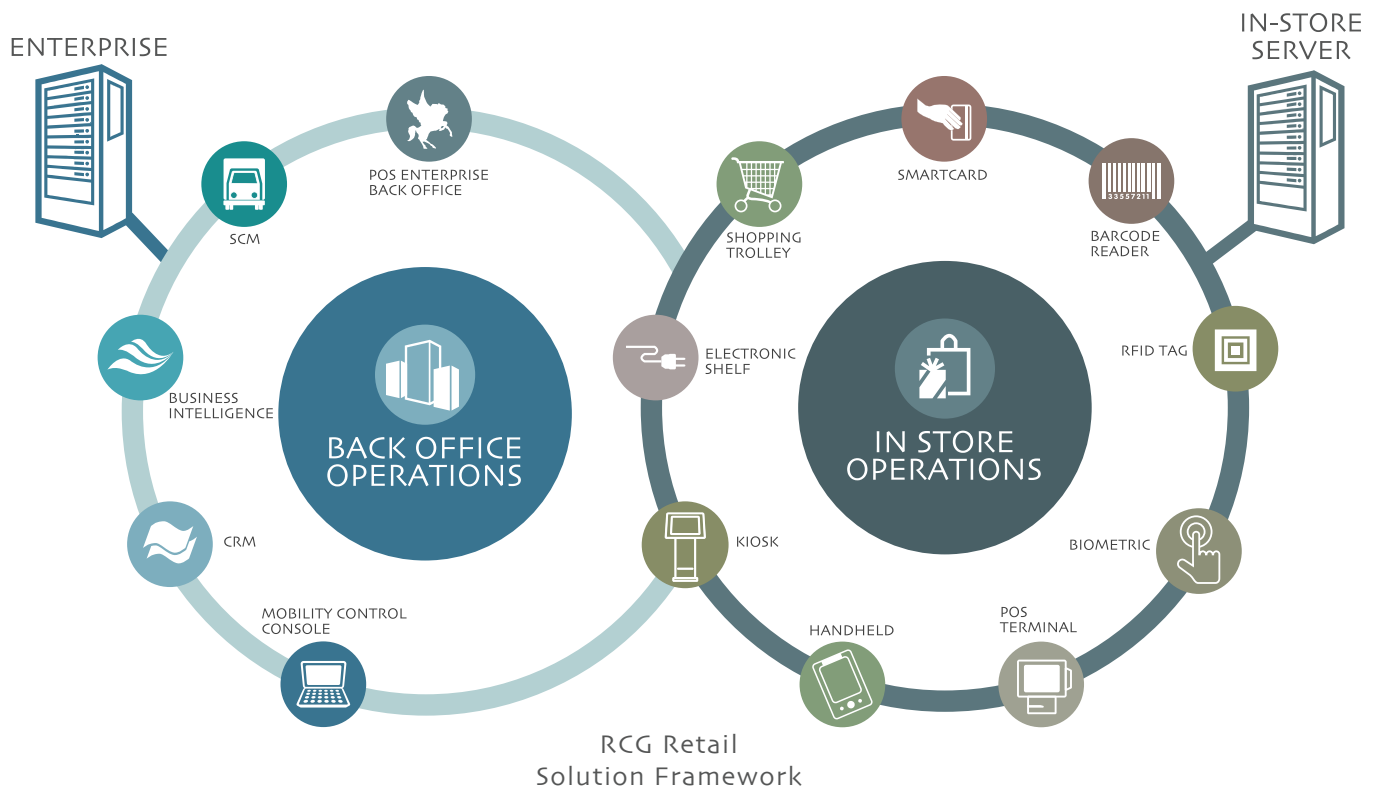 ENTERPRISE
IN-STORE
SERVER
POS ENTERPRISE
BACK OFFICE
SCM
BUSINESS
INTELLIGENCE
CRM
MOBILITY CONTROL
CONSOLE
BACK OFFICE
OPERATIONS
SMARTCARD
SHOPPING
TROLLEY
33557211
BARCODE
READER
ELECTRONIC
SHELF
RFID TAG
IN STORE
OPERATIONS
KIOSK
BIOMETRIC
HANDHELD
POS
TERMINAL
RCG Retail
Solution Framework